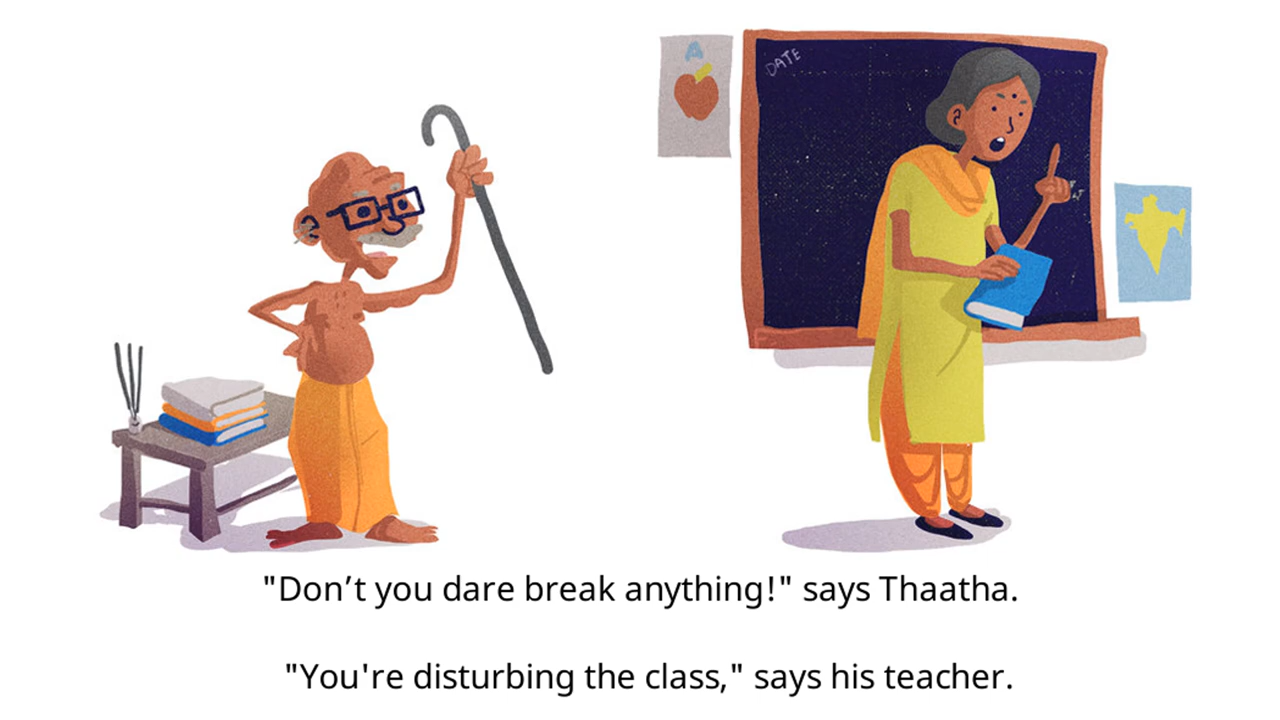 A
DATE
"Don’t you dare break anything!" says Thaatha.
"You're disturbing the class," says his teacher.